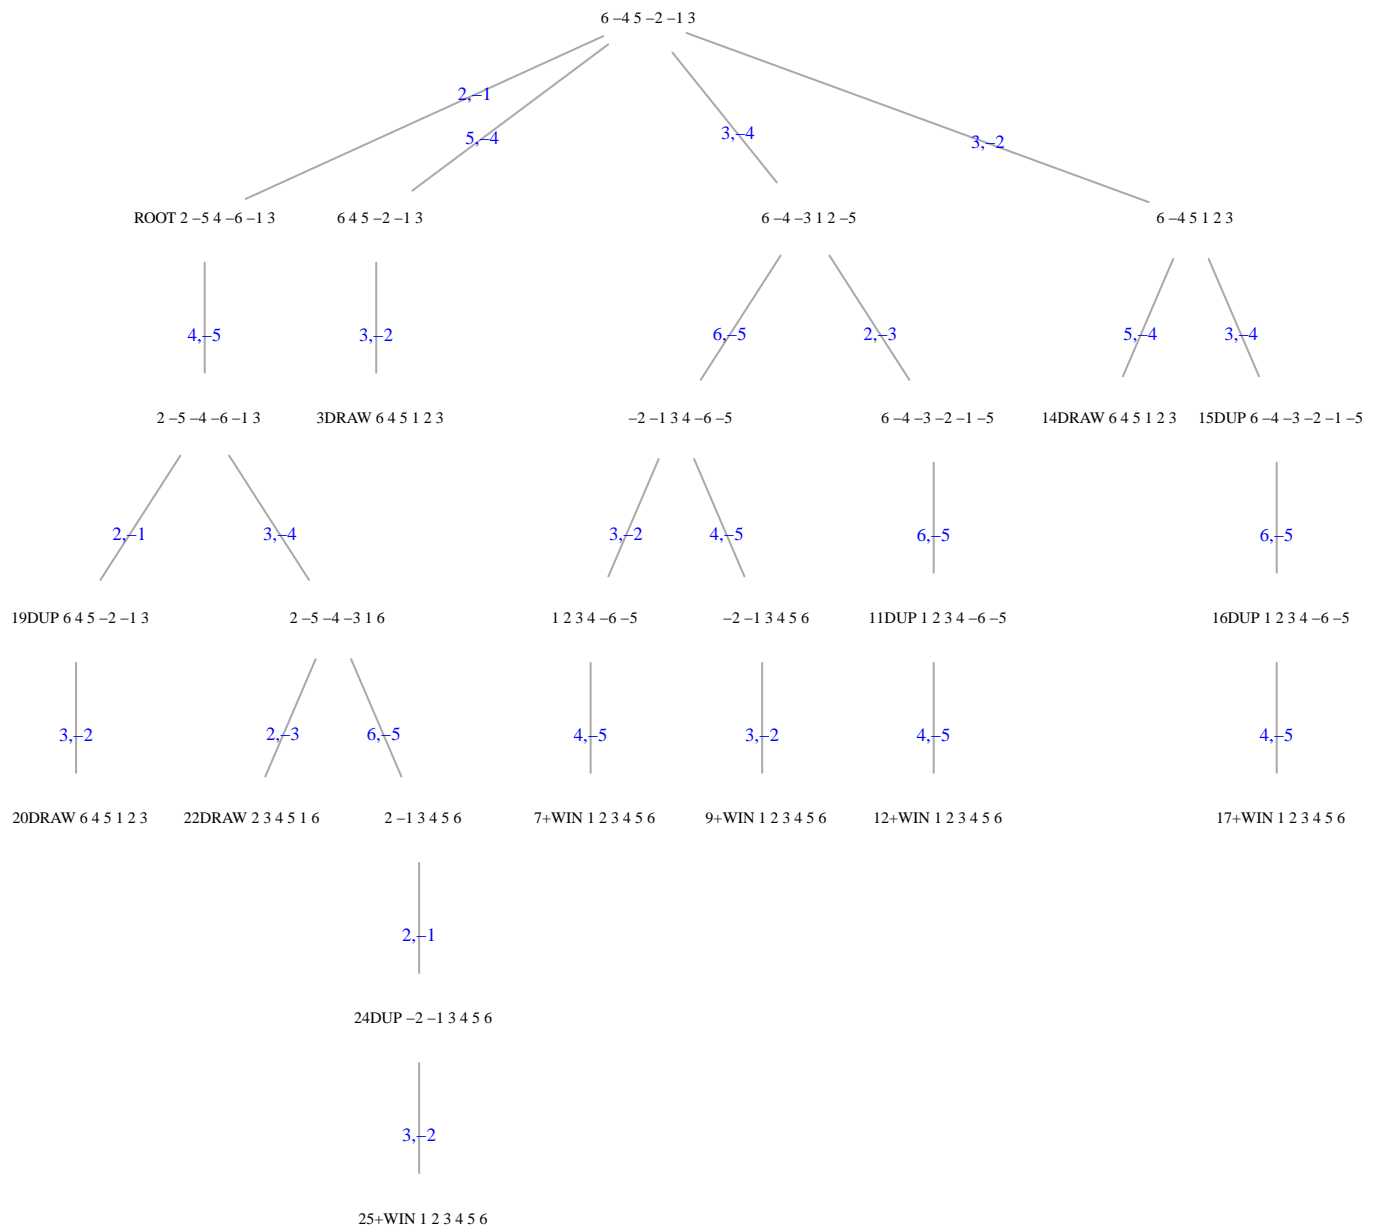 6 –4 5 –2 –1 3
2,–1
5,–4
3,–4
3,–2
ROOT 2 –5 4 –6 –1 3
6 4 5 –2 –1 3
6 –4 –3 1 2 –5
6 –4 5 1 2 3
4,–5
3,–2
6,–5
2,–3
5,–4
3,–4
2 –5 –4 –6 –1 3
3DRAW 6 4 5 1 2 3
–2 –1 3 4 –6 –5
6 –4 –3 –2 –1 –5
14DRAW 6 4 5 1 2 3
15DUP 6 –4 –3 –2 –1 –5
2,–1
3,–4
3,–2
4,–5
6,–5
6,–5
19DUP 6 4 5 –2 –1 3
2 –5 –4 –3 1 6
1 2 3 4 –6 –5
–2 –1 3 4 5 6
11DUP 1 2 3 4 –6 –5
16DUP 1 2 3 4 –6 –5
3,–2
2,–3
6,–5
4,–5
3,–2
4,–5
4,–5
20DRAW 6 4 5 1 2 3
22DRAW 2 3 4 5 1 6
2 –1 3 4 5 6
7+WIN 1 2 3 4 5 6
9+WIN 1 2 3 4 5 6
12+WIN 1 2 3 4 5 6
17+WIN 1 2 3 4 5 6
2,–1
24DUP –2 –1 3 4 5 6
3,–2
25+WIN 1 2 3 4 5 6